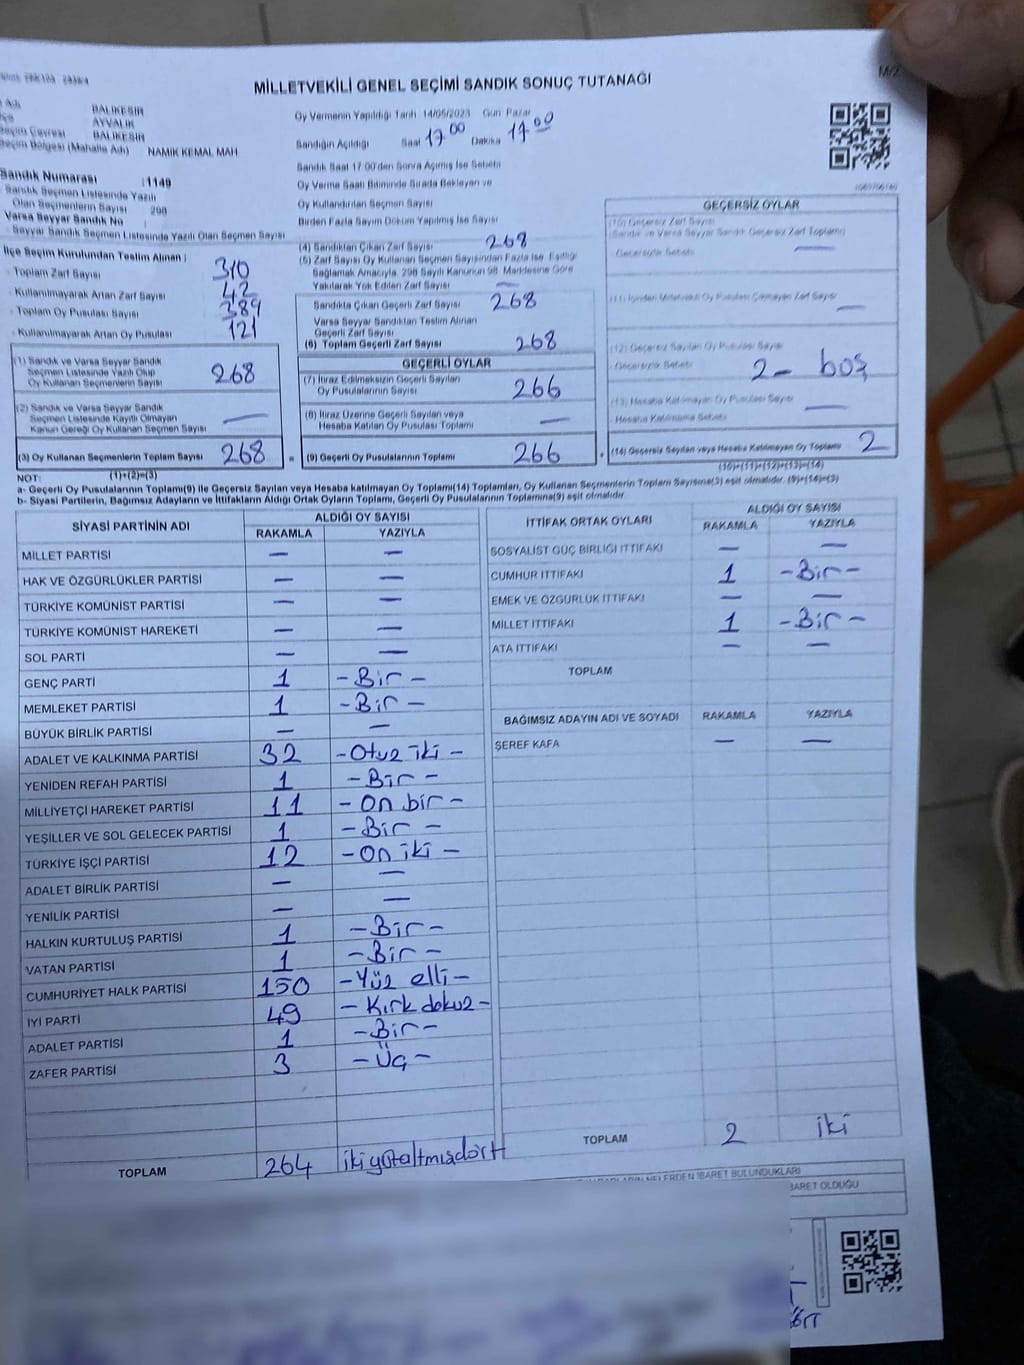 MİLLETVEKİLİ GENEL SEÇİMİ SANDIK SONUÇ TUTANAĞI
M/2
BALIKESİR
AYVALIK
Seçim Çevresi BALIKESİR
Seçim Bölgesi (Mahalle Adı) NAMIK KEMAL MAH
Sandık Numarası : 1149
Sandık Seçmen Listesinde Yazılı
Olan Seçmenlerin Sayısı 298
Varsa Seyyar Sandık No :
Seyyar Sandık Seçmen Listesinde Yazılı Olan Seçmen Sayısı
İlçe Seçim Kurulundan Teslim Alınan :
Toplam Zarf Sayısı 310
Kullanılmayarak Artan Zarf Sayısı 42
Toplam Oy Pusulası Sayısı 389
Kullanılmayarak Artan Oy Pusulası 121
Oy Vermenin Yapıldığı Tarih 14/05/2023 Gün Pazar
Sandığın Açıldığı Saat 17 00 Dakika 17 00
Sandık Saat 17:00'den Sonra Açılmış İse Sebebi
Oy Verme Saati Bitiminde Sırada Bekleyen ve
Oy Kullandırılan Seçmen Sayısı
Birden Fazla Sayım Döküm Yapılmış İse Sayısı
(4) Sandıktan Çıkan Zarf Sayısı 268
(5) Zarf Sayısı Oy Kullanan Seçmen Sayısından Fazla İse, Eşitliği
Sağlamak Amacıyla, 298 Sayılı Kanunun 98. Maddesine Göre
Yakılarak Yok Edilen Zarf Sayısı —
Sandıkta Çıkan Geçerli Zarf Sayısı 268
Varsa Seyyar Sandıktan Teslim Alınan
Geçerli Zarf Sayısı
(6) Toplam Geçerli Zarf Sayısı 268
GEÇERSİZ OYLAR
(10) Geçersiz Zarf Sayısı
(Sandık ve Varsa Seyyar Sandık Geçersiz Zarf Toplamı)
Geçersizlik Sebebi —
(11) İçinden Milletvekili Oy Pusulası Çıkmayan Zarf Sayısı —
(12) Geçersiz Sayılan Oy Pusulası Sayısı
Geçersizlik Sebebi 2- boş
(13) Hesaba Katılmayan Oy Pusulası Sayısı —
Hesaba Katılmama Sebebi
(14) Geçersiz Sayılan veya Hesaba Katılmayan Oy Toplamı 2
(10)+(11)+(12)+(13)=(14)
(1) Sandık ve Varsa Seyyar Sandık
Seçmen Listesinde Yazılı Olup
Oy Kullanan Seçmenlerin Sayısı 268
(2) Sandık ve Varsa Seyyar Sandık
Seçmen Listesinde Kayıtlı Olmayan
Kanun Gereği Oy Kullanan Seçmen Sayısı —
(3) Oy Kullanan Seçmenlerin Toplam Sayısı 268 =
(1)+(2)=(3)
GEÇERLİ OYLAR
(7) İtiraz Edilmeksizin Geçerli Sayılan
Oy Pusulalarının Sayısı 266
(8) İtiraz Üzerine Geçerli Sayılan veya
Hesaba Katılan Oy Pusulası Toplamı —
(9) Geçerli Oy Pusulalarının Toplamı 266 +
NOT:
a- Geçerli Oy Pusulalarının Toplamı(9) ile Geçersiz Sayılan veya Hesaba Katılmayan Oy Toplamı(14) Toplamları, Oy Kullanan Seçmenlerin Toplam Sayısına(3) eşit olmalıdır. (9)+(14)=(3)
b- Siyasi Partilerin, Bağımsız Adayların ve İttifakların Aldığı Ortak Oyların Toplamı, Geçerli Oy Pusulalarının Toplamına(9) eşit olmalıdır.
SİYASİ PARTİNİN ADI ALDIĞI OY SAYISI
RAKAMLA YAZIYLA
MİLLET PARTİSİ — —
HAK VE ÖZGÜRLÜKLER PARTİSİ — —
TÜRKİYE KOMÜNİST PARTİSİ — —
TÜRKİYE KOMÜNİST HAREKETİ — —
SOL PARTİ — —
GENÇ PARTİ 1 -Bir-
MEMLEKET PARTİSİ 1 -Bir-
BÜYÜK BİRLİK PARTİSİ — —
ADALET VE KALKINMA PARTİSİ 32 -Otuz iki-
YENİDEN REFAH PARTİSİ 1 -Bir-
MİLLİYETÇİ HAREKET PARTİSİ 11 -On bir-
YEŞİLLER VE SOL GELECEK PARTİSİ 1 -Bir-
TÜRKİYE İŞÇİ PARTİSİ 12 -On iki-
ADALET BİRLİK PARTİSİ — —
YENİLİK PARTİSİ — —
HALKIN KURTULUŞ PARTİSİ 1 -Bir-
VATAN PARTİSİ 1 -Bir-
CUMHURİYET HALK PARTİSİ 150 -Yüz elli-
İYİ PARTİ 49 -Kırk dokuz-
ADALET PARTİSİ 1 -Bir-
ZAFER PARTİSİ 3 -Üç-
TOPLAM 264 ikiyüzaltmışdört
İTTİFAK ORTAK OYLARI ALDIĞI OY SAYISI
RAKAMLA YAZIYLA
SOSYALİST GÜÇ BİRLİĞİ İTTİFAKI — —
CUMHUR İTTİFAKI 1 -Bir-
EMEK VE ÖZGÜRLÜK İTTİFAKI — —
MİLLET İTTİFAKI 1 -Bir-
ATA İTTİFAKI — —
TOPLAM
BAĞIMSIZ ADAYIN ADI VE SOYADI RAKAMLA YAZIYLA
ŞEREF KAFA — —
TOPLAM 2 iki
NELERDEN İBARET BULUNDUKLARI
BARET OLDUĞU